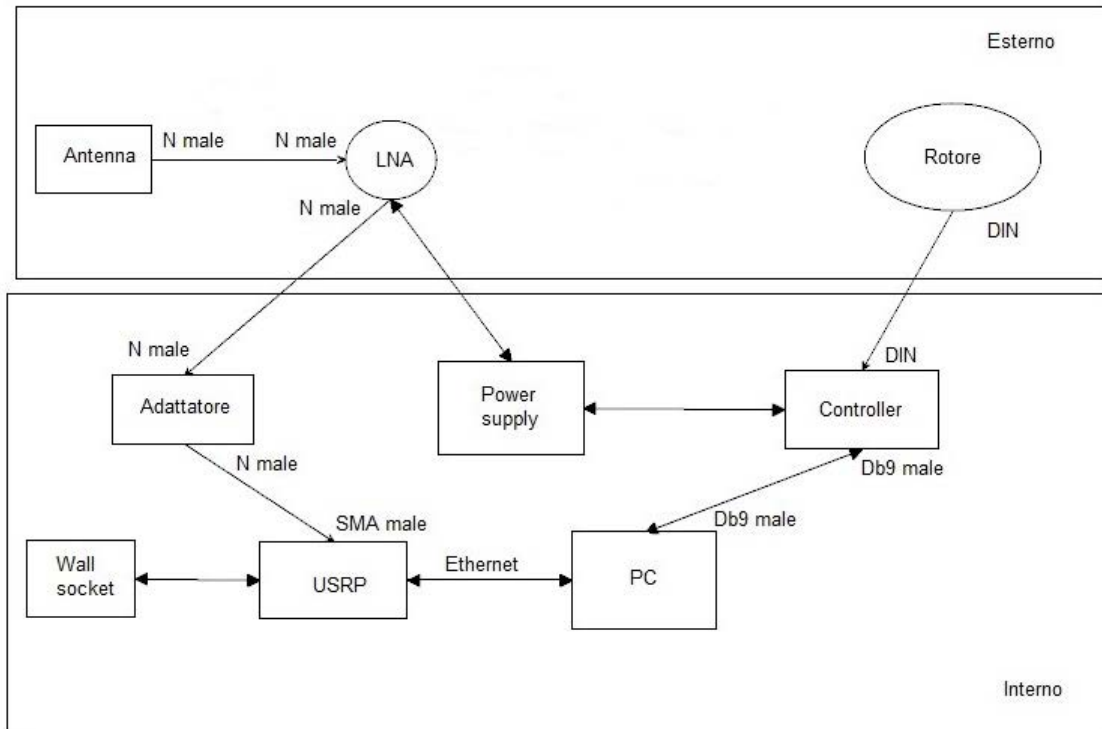 Esterno
Antenna
N male
N male
LNA
Rotore
N male
DIN
N male
DIN
Adattatore
Power
supply
Controller
N male
Db9 male
SMA male
Db9 male
Wall
socket
USRP
Ethernet
PC
Interno